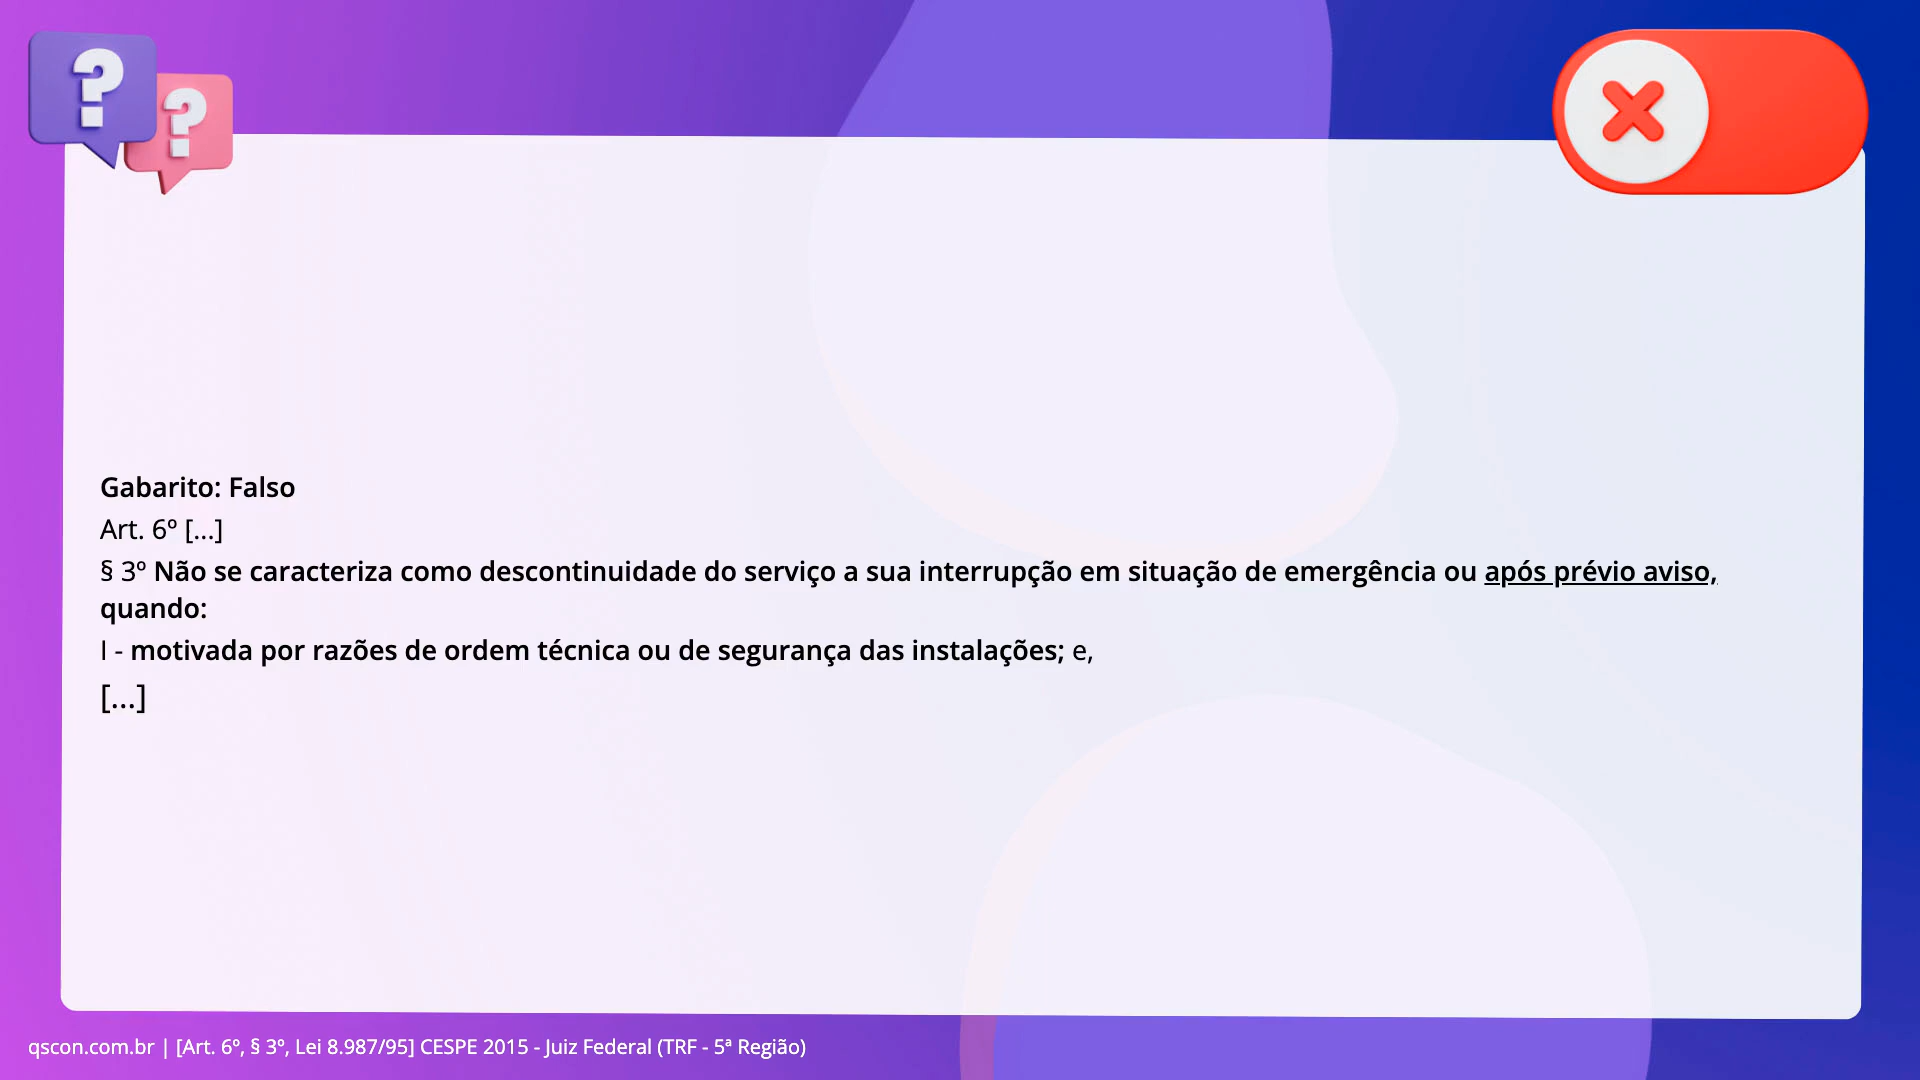 ?
?
Gabarito: Falso
Art. 6º [...]
§ 3º Não se caracteriza como descontinuidade do serviço a sua interrupção em situação de emergência ou após prévio aviso,
quando:
I - motivada por razões de ordem técnica ou de segurança das instalações; e,
[...]
qscon.com.br | [Art. 6º, § 3º, Lei 8.987/95] CESPE 2015 - Juiz Federal (TRF - 5ª Região)